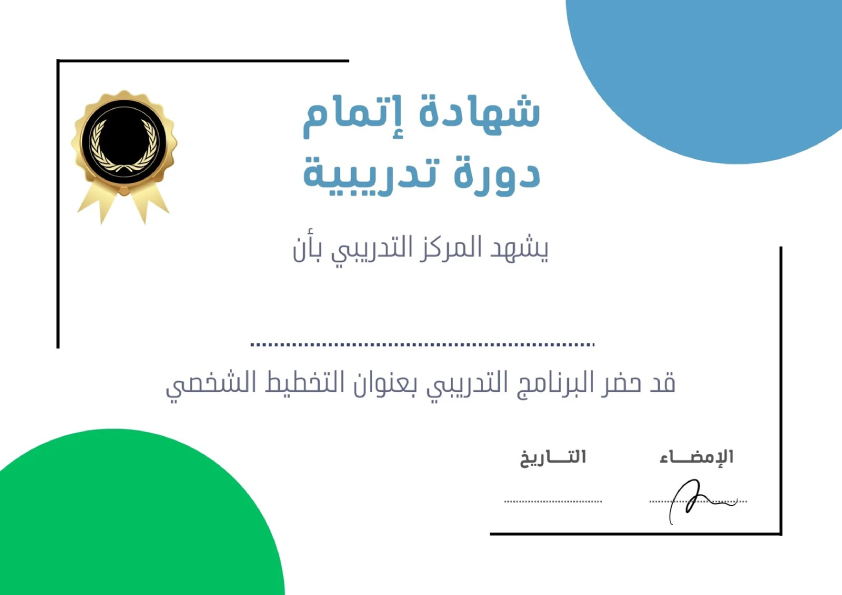 شهادة إتمام
دورة تدريبية
يشهد المركز التدريبي بأن
قد حضر البرنامج التدريبي بعنوان التخطيط الشخصي
الإمضـــاء
التـــاريخ